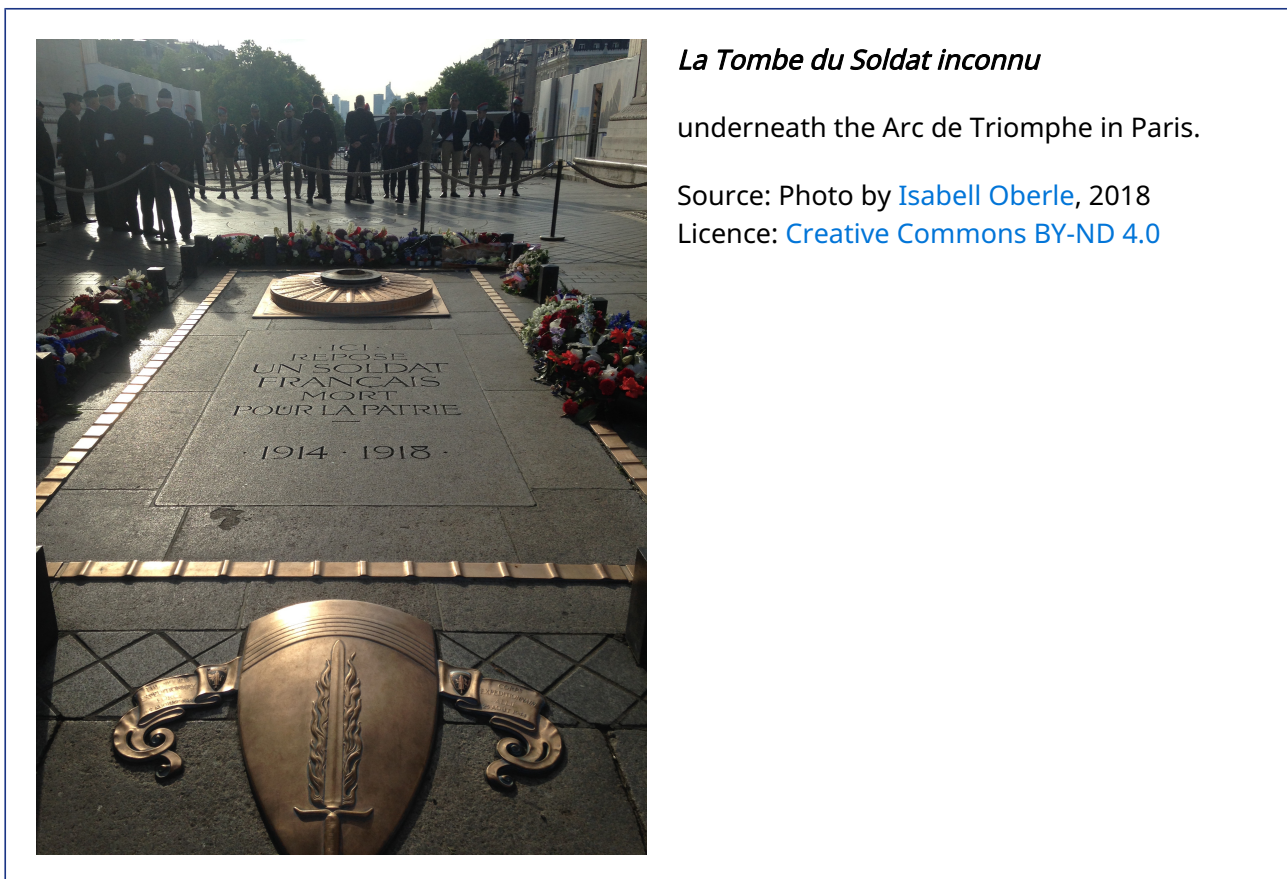 La Tombe du Soldat inconnu
underneath the Arc de Triomphe in Paris.
Source: Photo by Isabell Oberle, 2018
Licence: Creative Commons BY-ND 4.0
· ICI ·
REPOSE
UN SOLDAT
FRANÇAIS
MORT
POUR LA PATRIE
· 1914 · 1918 ·